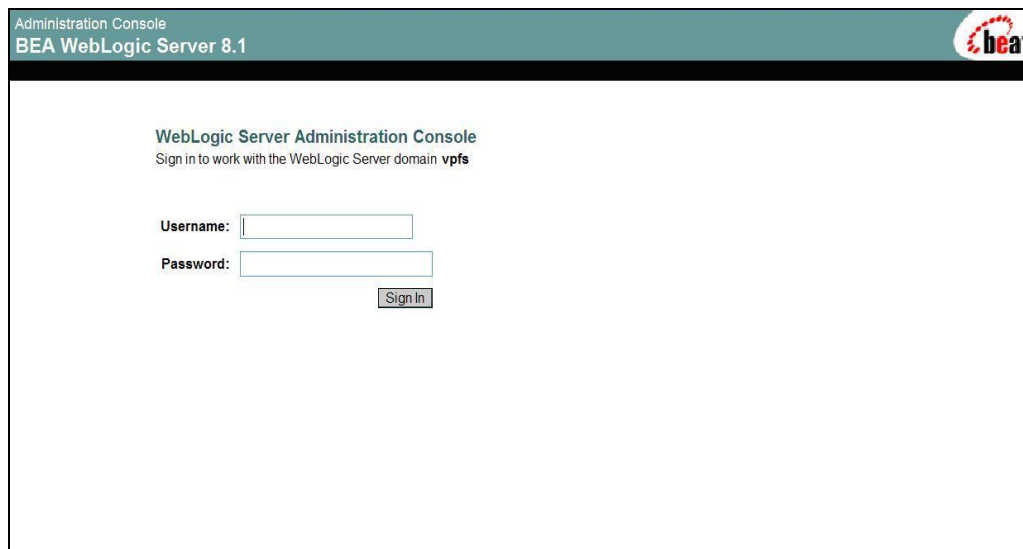 Administration Console
BEA WebLogic Server 8.1
bea
WebLogic Server Administration Console
Sign in to work with the WebLogic Server domain vpfs
Username:
Password:
Sign In